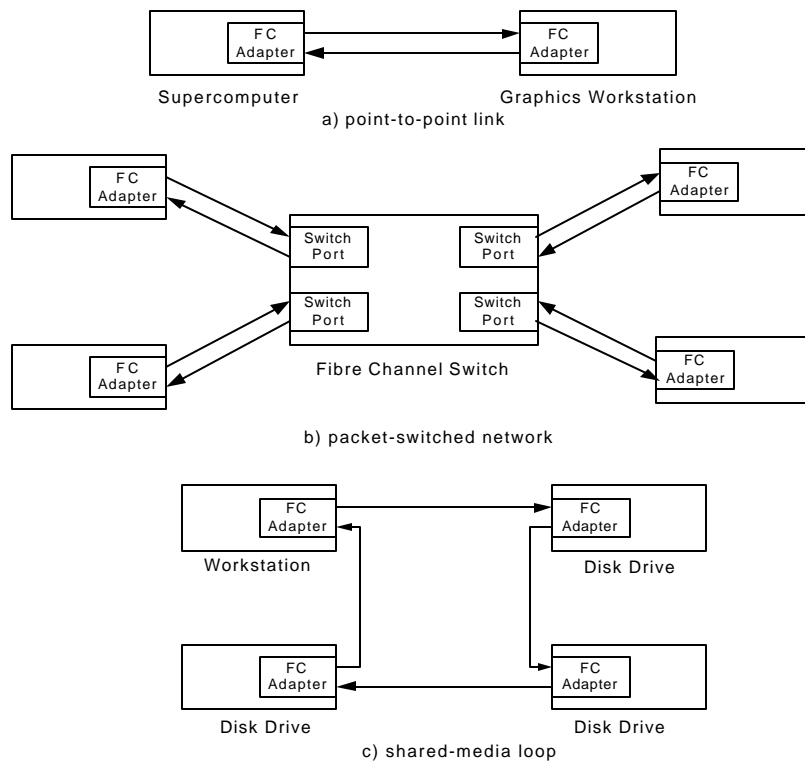 FC
Adapter
FC
Adapter
Supercomputer
Graphics Workstation
a) point-to-point link
FC
Adapter
FC
Adapter
Switch
Port
Switch
Port
Switch
Port
Switch
Port
FC
Adapter
FC
Adapter
Fibre Channel Switch
b) packet-switched network
FC
Adapter
FC
Adapter
Workstation
Disk Drive
FC
Adapter
FC
Adapter
Disk Drive
Disk Drive
c) shared-media loop